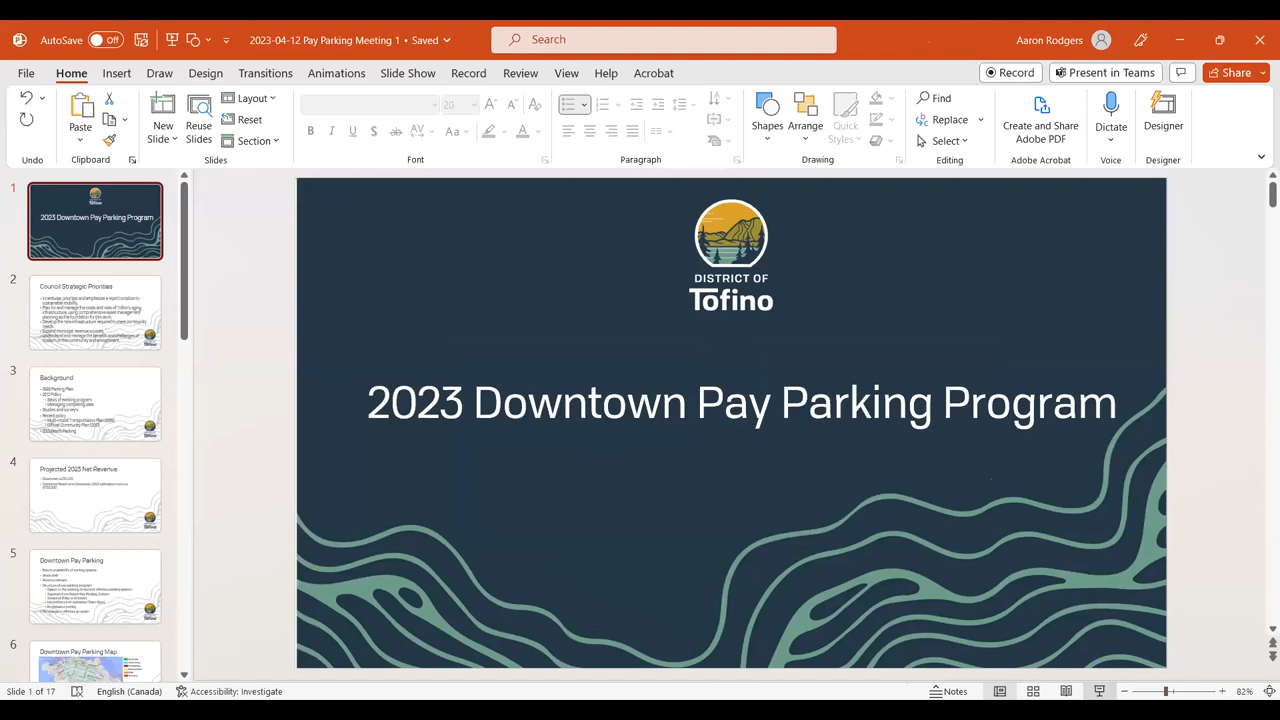 AutoSave Off
2023-04-12 Pay Parking Meeting 1 • Saved
Search
Aaron Rodgers
File Home Insert Draw Design Transitions Animations Slide Show Record Review View Help Acrobat
Record Present in Teams Share
Layout
Reset
Section
Paste
New Slide
Reuse Slides
20
Shapes
Arrange
Quick Styles
Find
Replace
Select
Create and Share Adobe PDF
Dictate
Designer
Undo Clipboard Slides Font Paragraph Drawing Editing Adobe Acrobat Voice Designer
1
2023 Downtown Pay Parking Program
2
Council Strategic Priorities
3
Background
4
Projected 2023 Net Revenue
5
Downtown Pay Parking
6
Downtown Pay Parking Map
DISTRICT OF
Tofino
2023 Downtown Pay Parking Program
Slide 1 of 17 English (Canada) Accessibility: Investigate Notes 82%